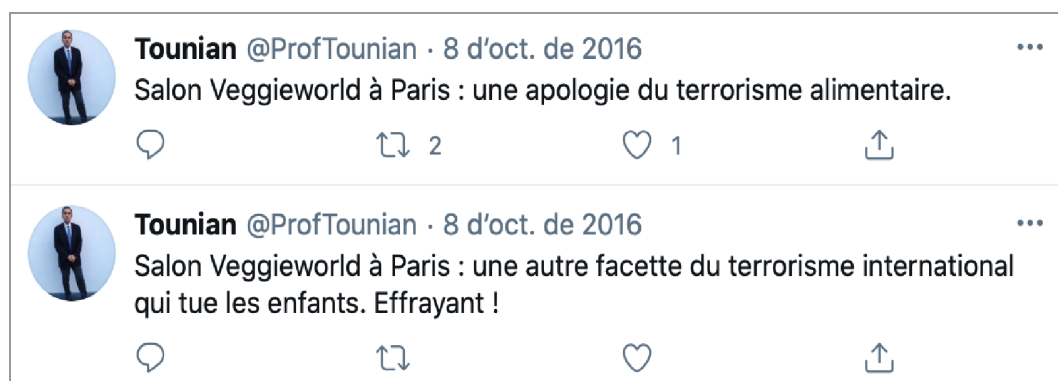 Tounian @ProfTounian · 8 d'oct. de 2016
Salon Veggieworld à Paris : une apologie du terrorisme alimentaire.
2 1
Tounian @ProfTounian · 8 d'oct. de 2016
Salon Veggieworld à Paris : une autre facette du terrorisme international
qui tue les enfants. Effrayant !